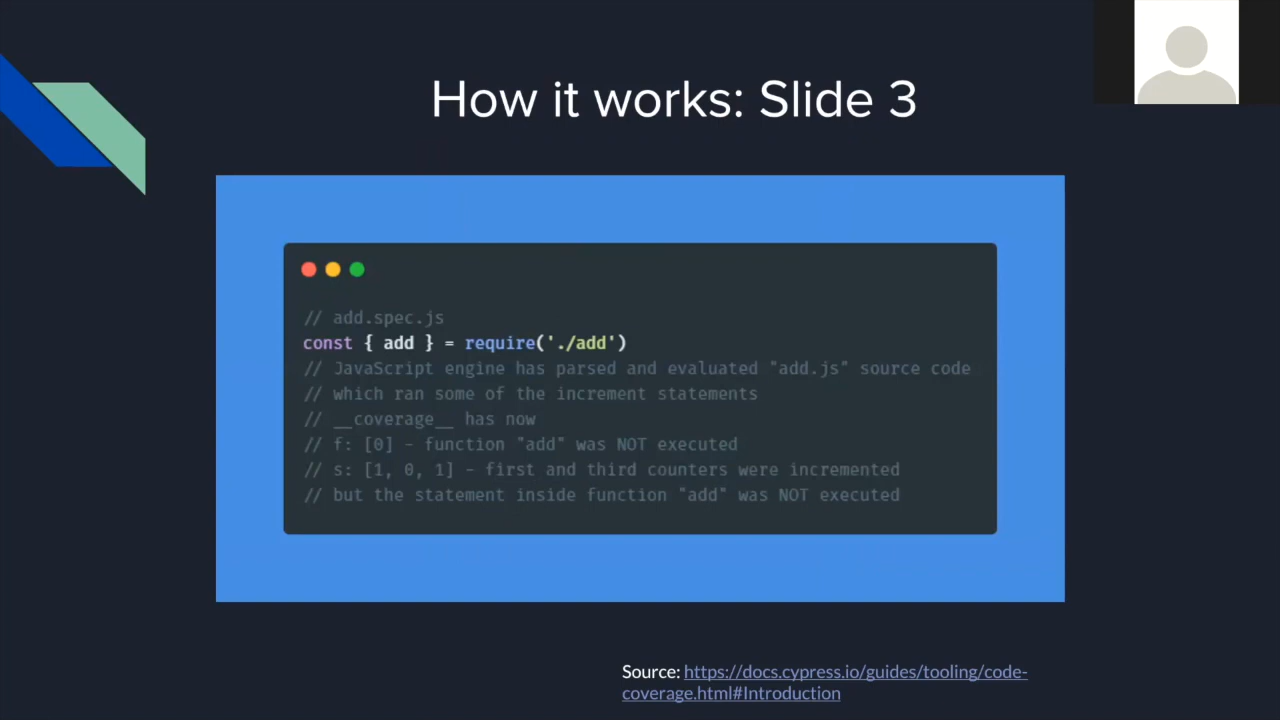 How it works: Slide 3
// add.spec.js
const { add } = require('./add')
// JavaScript engine has parsed and evaluated "add.js" source code
// which ran some of the increment statements
// __coverage__ has now
// f: [0] - function "add" was NOT executed
// s: [1, 0, 1] - first and third counters were incremented
// but the statement inside function "add" was NOT executed
Source: https://docs.cypress.io/guides/tooling/code-
coverage.html#Introduction